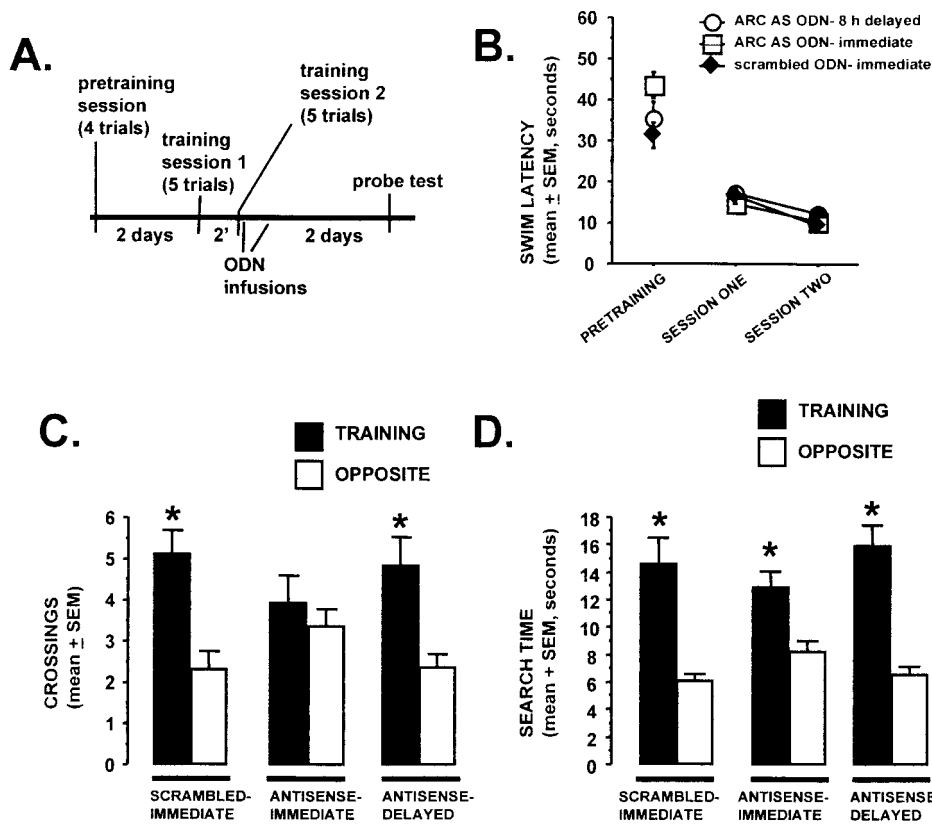 A.
pretraining
session
(4 trials)
training
session 1
(5 trials)
training
session 2
(5 trials)
probe test
2 days
2'
2 days
ODN
infusions
B.
ARC AS ODN- 8 h delayed
ARC AS ODN- immediate
scrambled ODN- immediate
SWIM LATENCY
(mean ± SEM, seconds)
60
50
40
30
20
10
0
PRETRAINING
SESSION ONE
SESSION TWO
C.
TRAINING
OPPOSITE
CROSSINGS
(mean ± SEM)
6
5
4
3
2
1
0
*
*
SCRAMBLED-
IMMEDIATE
ANTISENSE-
IMMEDIATE
ANTISENSE-
DELAYED
D.
TRAINING
OPPOSITE
SEARCH TIME
(mean + SEM, seconds)
18
16
14
12
10
8
6
4
2
0
*
*
*
SCRAMBLED-
IMMEDIATE
ANTISENSE-
IMMEDIATE
ANTISENSE
DELAYED